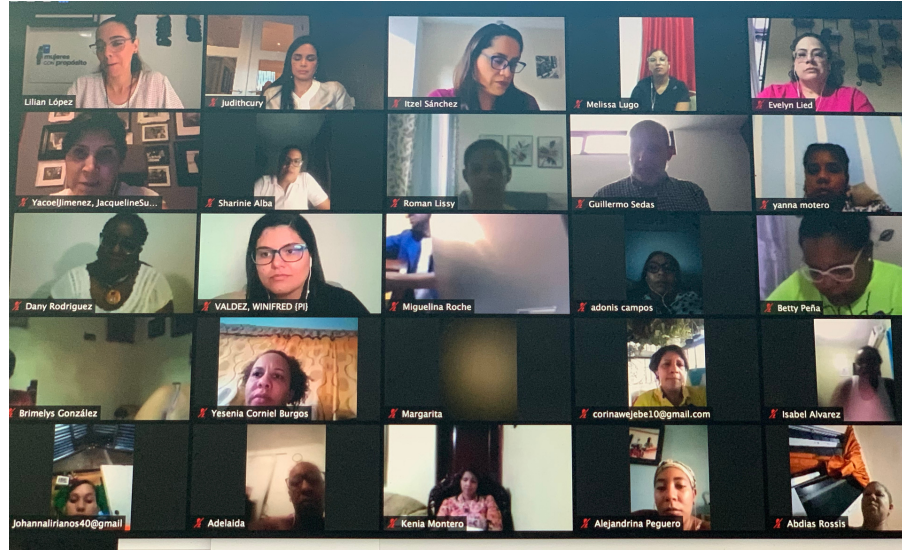 mujeres
con propósito
Lilian López
Judithcury
Itzel Sánchez
Melissa Lugo
Evelyn Lied
YacoelJimenez, JacquelineSu...
Sharinie Alba
Roman Lissy
Guillermo Sedas
yanna motero
Dany Rodriguez
VALDEZ, WINIFRED (PI)
Miguelina Roche
adonis campos
Betty Peña
Brimelys González
Yesenia Corniel Burgos
Margarita
corinawejebe10@gmail.com
Isabel Alvarez
Johannalirianos40@gmail
Adelaida
Kenia Montero
Alejandrina Peguero
Abdias Rossis